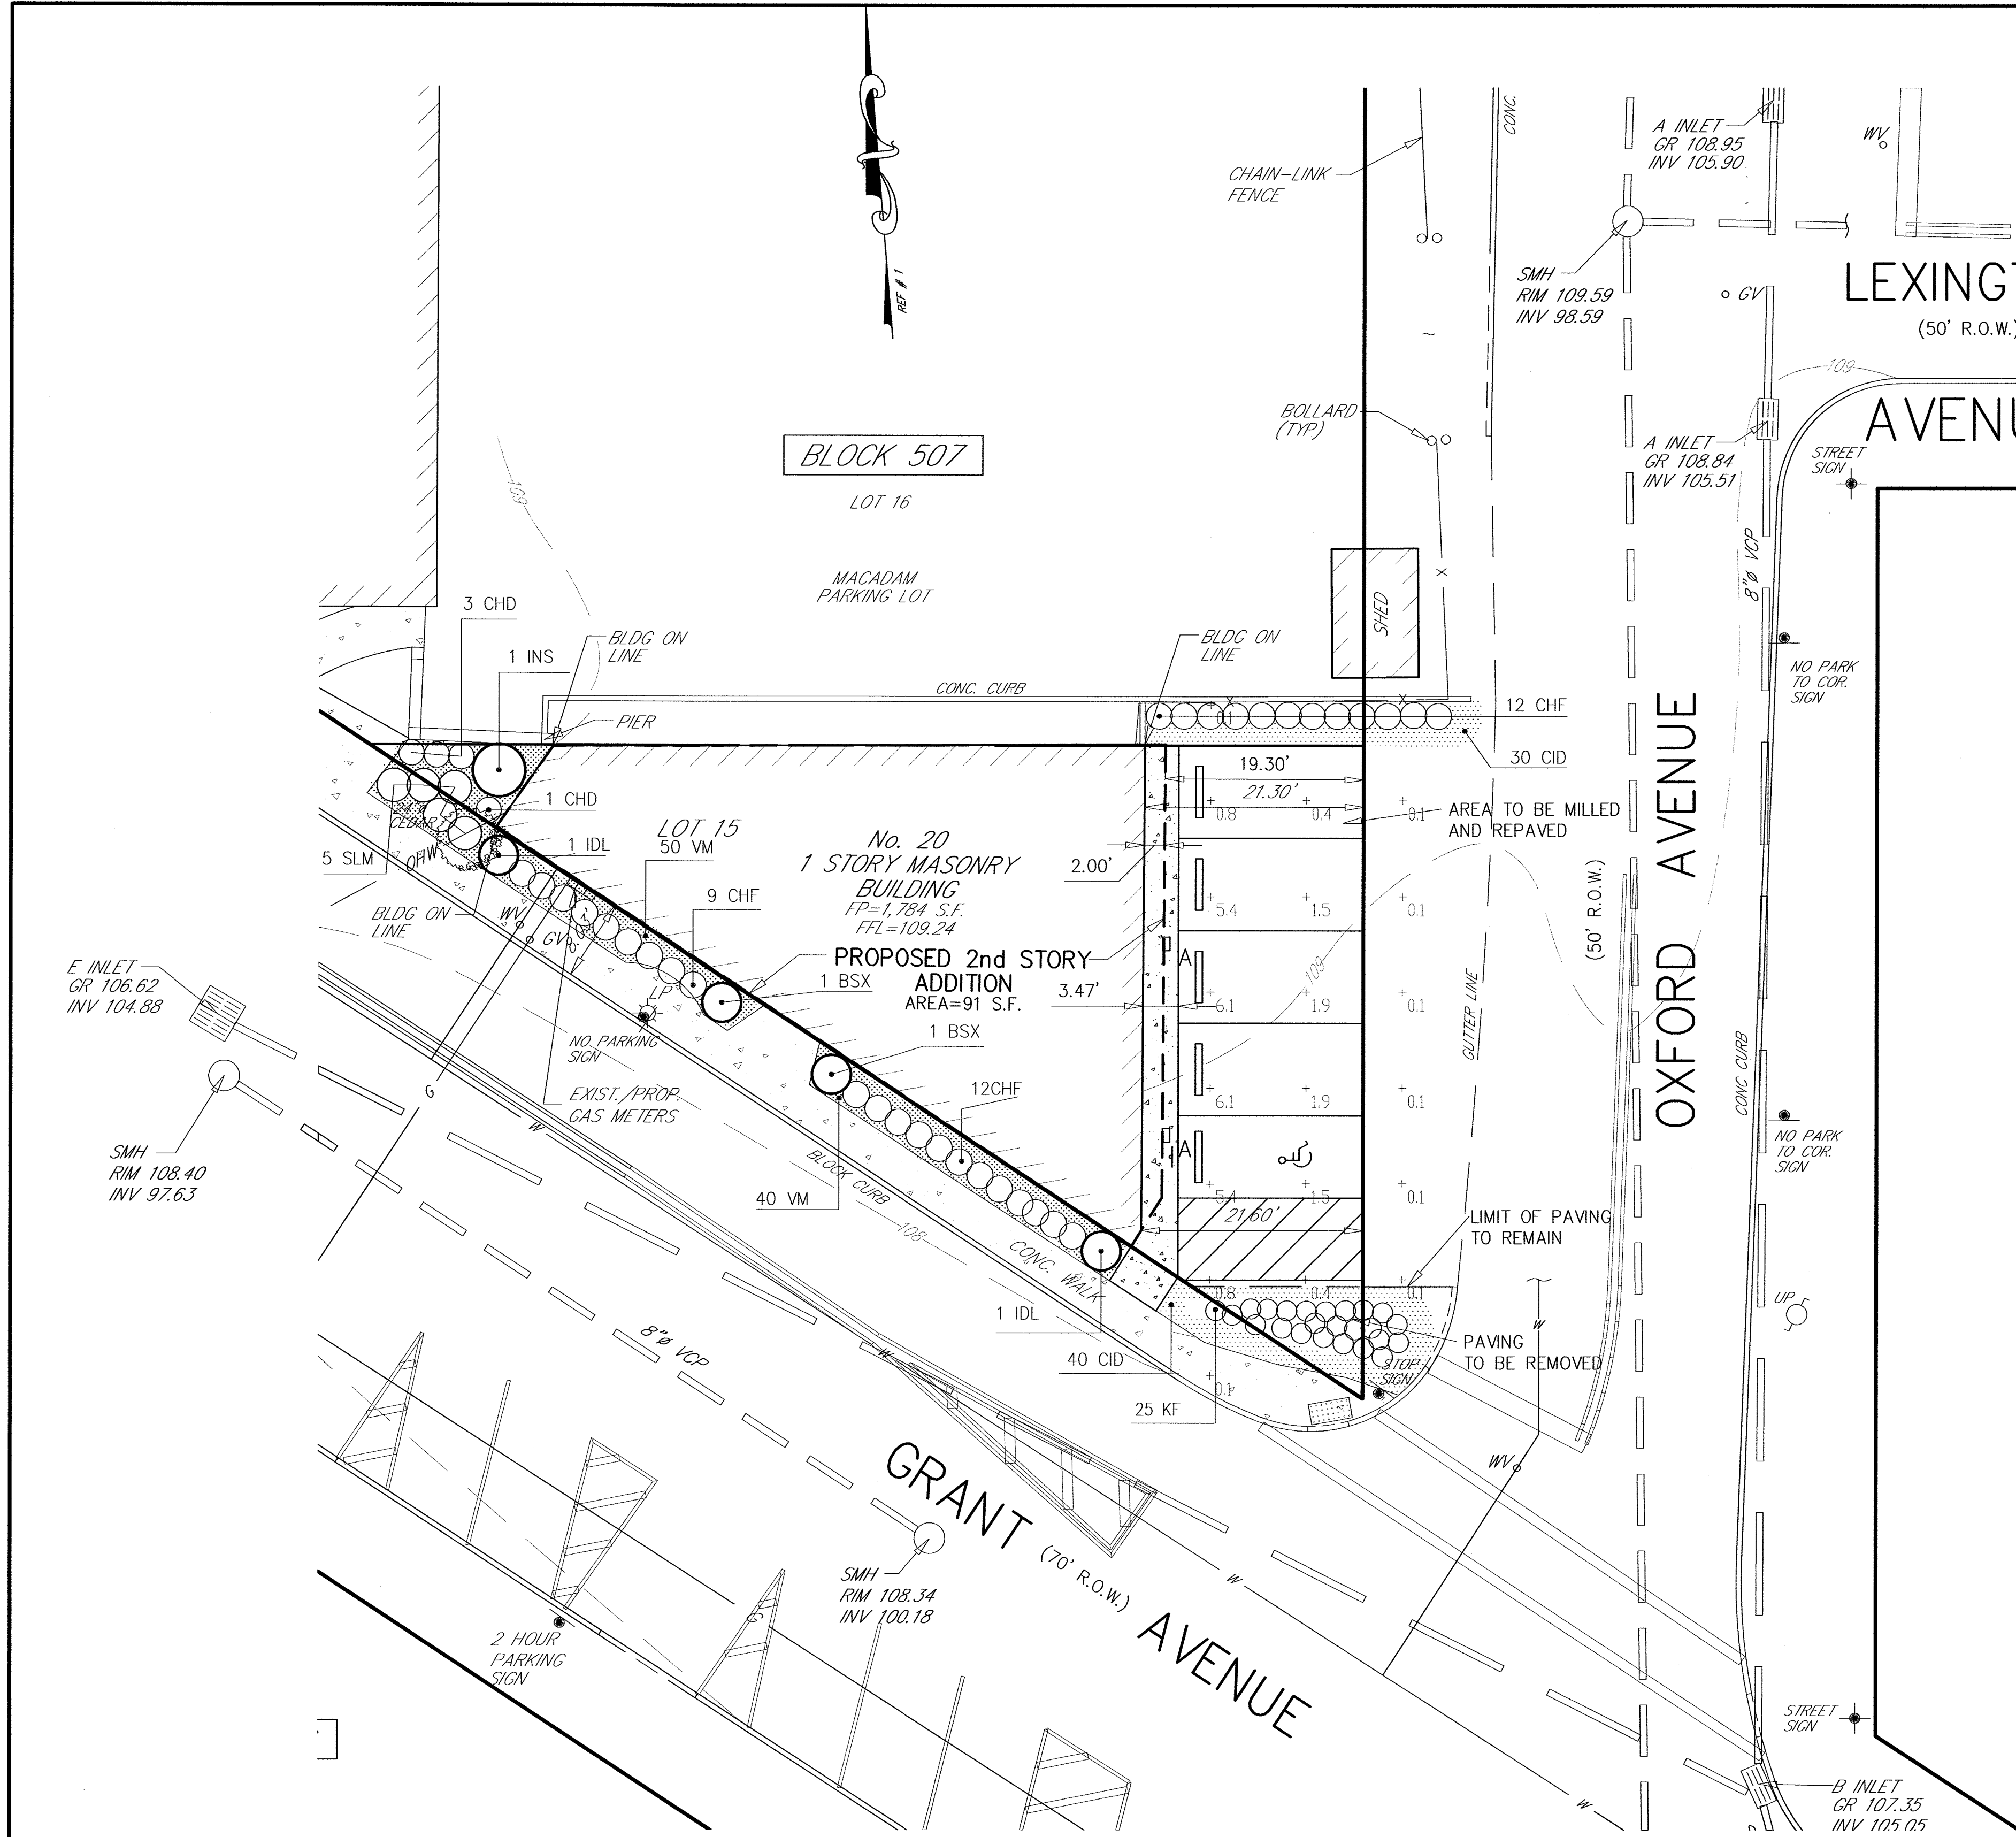 REF # 1
CHAIN-LINK
FENCE
CONC.
A INLET
GR 108.95
INV 105.90
WV
SMH
RIM 109.59
INV 98.59
GV
LEXING
(50' R.O.W.)
109
AVENU
BOLLARD
(TYP)
A INLET
GR 108.84
INV 105.51
STREET
SIGN
BLOCK 507
LOT 16
109
MACADAM
PARKING LOT
SHED
X
8"ø VCP
3 CHD
1 INS
BLDG ON
LINE
BLDG ON
LINE
NO PARK
TO COR.
SIGN
CONC. CURB
X
X
0.1
12 CHF
PIER
30 CID
19.30'
21.30'
0.8
0.4
0.1
AREA TO BE MILLED
AND REPAVED
1 CHD
CEDAR
OHW
5 SLM
1 IDL
LOT 15
50 VM
No. 20
1 STORY MASONRY
BUILDING
FP=1,784 S.F.
FFL=109.24
2.00'
9 CHF
BLDG ON
LINE
WV
GV
5.4
1.5
0.1
(50' R.O.W.)
OXFORD AVENUE
PROPOSED 2nd STORY
ADDITION
AREA=91 S.F.
1 BSX
3.47'
A
109
6.1
1.9
0.1
GUTTER LINE
E INLET
GR 106.62
INV 104.88
LP
NO PARKING
SIGN
1 BSX
EXIST./PROP.
GAS METERS
12CHF
6.1
1.9
0.1
CONC CURB
G
W
SMH
RIM 108.40
INV 97.63
BLOCK CURB
A
NO PARK
TO COR.
SIGN
40 VM
108
5.4
1.5
0.1
21.60'
LIMIT OF PAVING
TO REMAIN
CONC. WALK
0.8
0.4
0.1
1 IDL
UP
W
PAVING
TO BE REMOVED
40 CID
STOP
SIGN
0.1
25 KF
8"ø VCP
W
WV
GRANT
(70' R.O.W.)
AVENUE
W
SMH
RIM 108.34
INV 100.18
G
2 HOUR
PARKING
SIGN
STREET
SIGN
B INLET
GR 107.35
INV 105.05
W